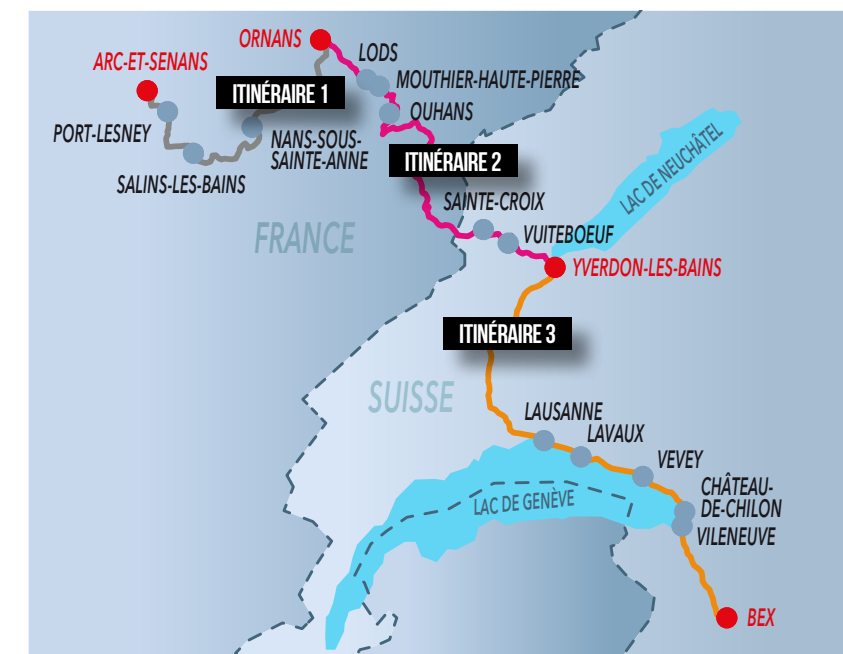 ORNANS
LODS
ARC-ET-SENANS
MOUTHIER-HAUTE-PIERRE
ITINÉRAIRE 1
OUHANS
PORT-LESNEY
NANS-SOUS-
SAINTE-ANNE
ITINÉRAIRE 2
SALINS-LES-BAINS
LAC DE NEUCHÂTEL
SAINTE-CROIX
FRANCE
VUITEBOEUF
YVERDON-LES-BAINS
ITINÉRAIRE 3
SUISSE
LAUSANNE
LAVAUX
VEVEY
CHÂTEAU-
DE-CHILON
LAC DE GENÈVE
VILENEUVE
BEX